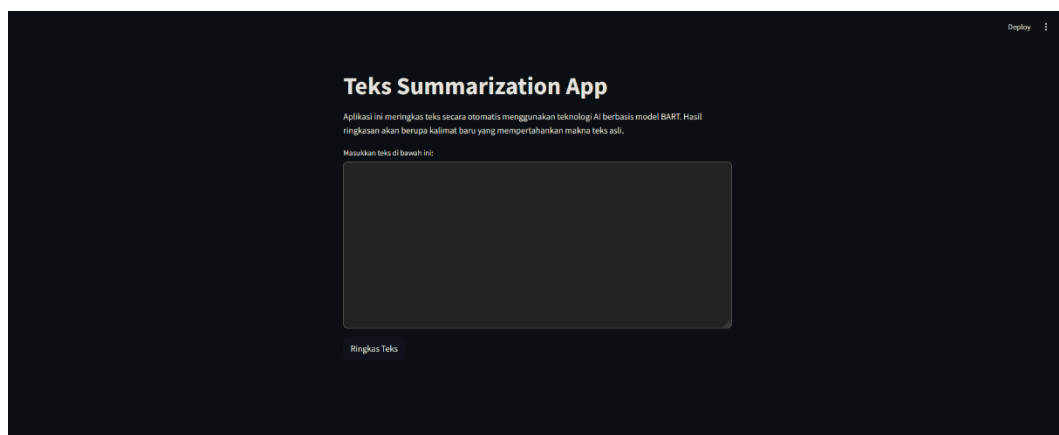 Deploy
Teks Summarization App
Aplikasi ini meringkas teks secara otomatis menggunakan teknologi AI berbasis model BART. Hasil
ringkasan akan berupa kalimat baru yang mempertahankan makna teks asli.
Masukkan teks di bawah ini:
Ringkas Teks